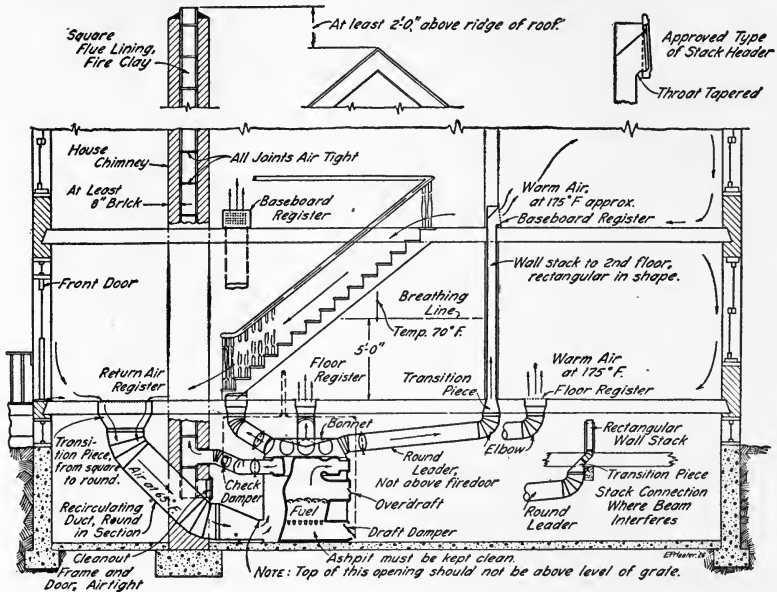 At least 2'-0," above ridge of roof.
Square
Flue Lining,
Fire Clay
Approved Type
of Stack Header
Throat Tapered
House
Chimney
All Joints Air Tight
At Least
8" Brick
Baseboard
Register
Warm Air
at 175°F approx.
Baseboard Register
Front Door
Wall stack to 2nd floor,
rectangular in shape.
Breathing
Line
Temp. 70°F.
5'-0"
Return Air
Register
Floor
Register
Transition
Piece
Warm Air
at 175°F.
Floor Register
Bonnet
Transi-
tion Piece,
from square
to round.
Air at 65°F.
Recirculating
Duct, Round
in Section
Check
Damper
Round
Leader,
Not above firedoor
Elbow
Rectangular
Wall Stack
Transition Piece
Stack Connection
Where Beam
Interferes
Round
Leader
Overdraft
Fuel
Draft Damper
Cleanout
Frame and
Door, Airtight
Ashpit must be kept clean.
NOTE: Top of this opening should not be above level of grate.